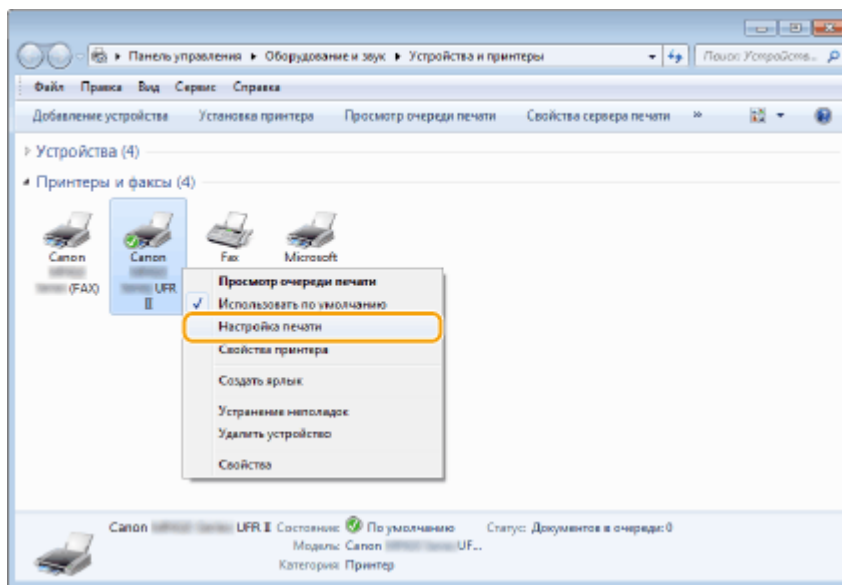 Панель управления ▸ Оборудование и звук ▸ Устройства и принтеры
Поиск: Устройств...
Файл Правка Вид Сервис Справка
Добавление устройства Установка принтера Просмотр очереди печати Свойства сервера печати »
Устройства (4)
Принтеры и факсы (4)
Canon Canon Fax Microsoft
(FAX) UFR
II
Просмотр очереди печати
✓ Использовать по умолчанию
Настройка печати
Свойства принтера
Создать ярлык
Устранение неполадок
Удалить устройство
Свойства
Canon UFR II Состояние: По умолчанию Статус: Документов в очереди: 0
Модель: Canon UF...
Категория: Принтер